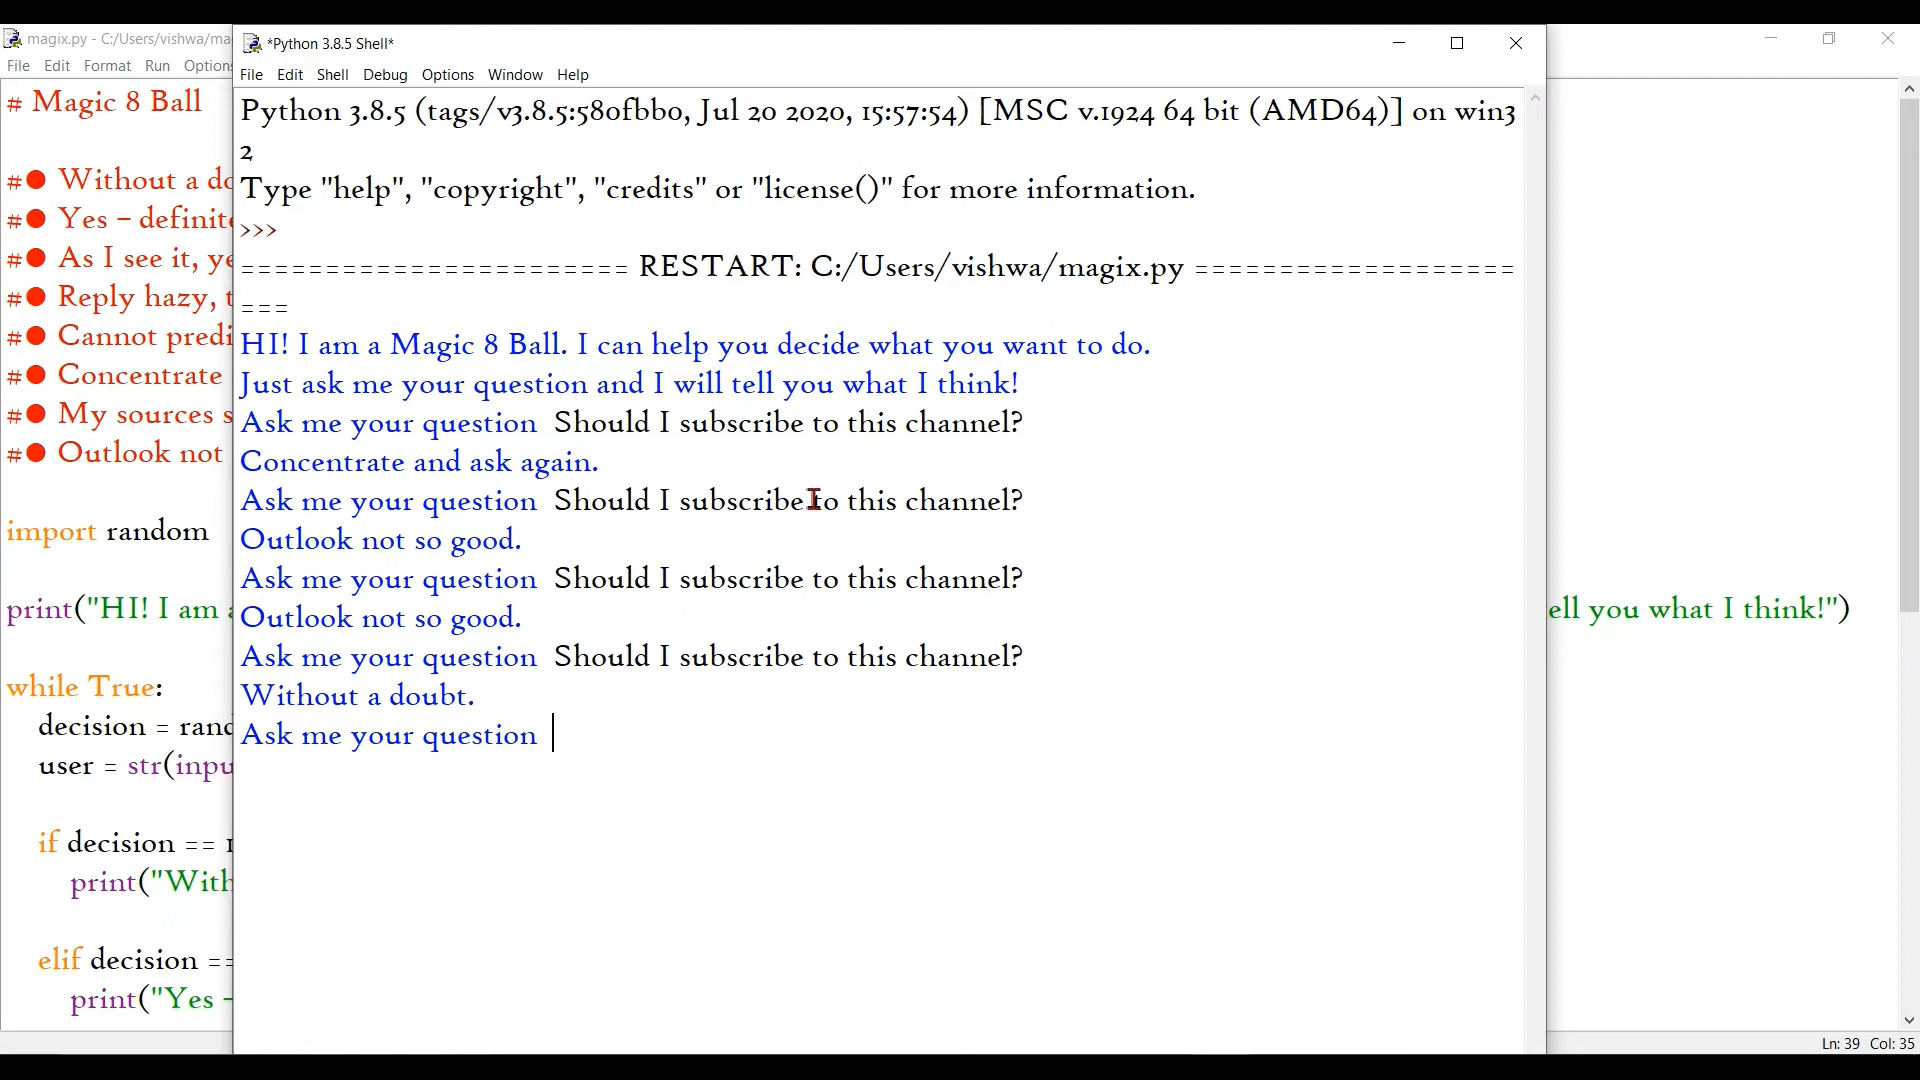 magix.py - C:/Users/vishwa/ma
File Edit Format Run Options
# Magic 8 Ball
#● Without a do
#● Yes – definite
#● As I see it, ye
#● Reply hazy, t
#● Cannot predi
#● Concentrate
#● My sources s
#● Outlook not
import random
print("HI! I am a
ell you what I think!")
while True:
decision = rand
user = str(inpu
if decision == 1
print("With
elif decision ==
print("Yes –
Ln: 39 Col: 35
*Python 3.8.5 Shell*
File Edit Shell Debug Options Window Help
Python 3.8.5 (tags/v3.8.5:580fbb0, Jul 20 2020, 15:57:54) [MSC v.1924 64 bit (AMD64)] on win3
2
Type "help", "copyright", "credits" or "license()" for more information.
>>>
======================== RESTART: C:/Users/vishwa/magix.py ====================
===
HI! I am a Magic 8 Ball. I can help you decide what you want to do.
Just ask me your question and I will tell you what I think!
Ask me your question Should I subscribe to this channel?
Concentrate and ask again.
Ask me your question Should I subscribe to this channel?
Outlook not so good.
Ask me your question Should I subscribe to this channel?
Outlook not so good.
Ask me your question Should I subscribe to this channel?
Without a doubt.
Ask me your question